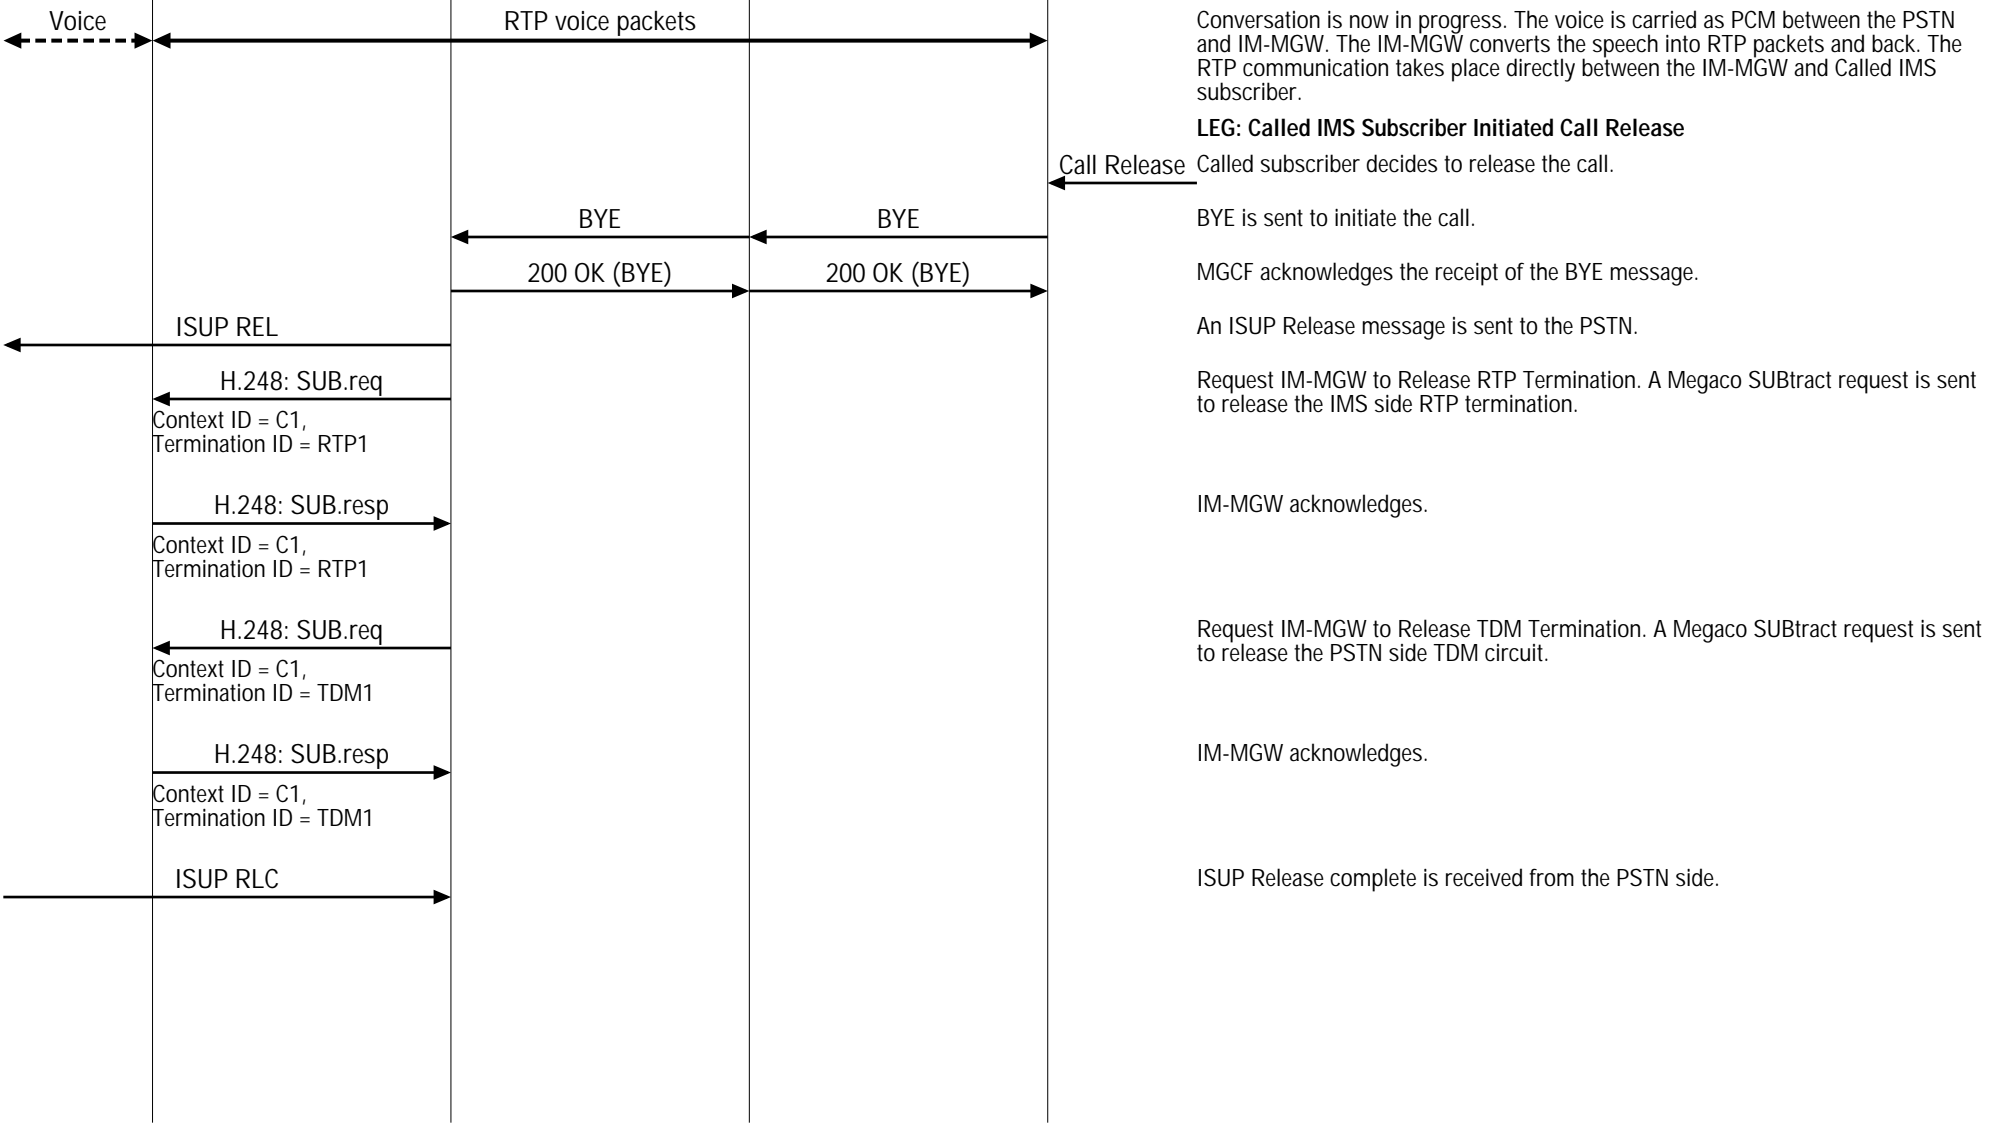 Voice
RTP voice packets
Conversation is now in progress. The voice is carried as PCM between the PSTN
and IM-MGW. The IM-MGW converts the speech into RTP packets and back. The
RTP communication takes place directly between the IM-MGW and Called IMS
subscriber.
LEG: Called IMS Subscriber Initiated Call Release
Call Release
Called subscriber decides to release the call.
BYE
BYE
BYE is sent to initiate the call.
200 OK (BYE)
200 OK (BYE)
MGCF acknowledges the receipt of the BYE message.
ISUP REL
An ISUP Release message is sent to the PSTN.
H.248: SUB.req
Context ID = C1,
Termination ID = RTP1
Request IM-MGW to Release RTP Termination. A Megaco SUBtract request is sent
to release the IMS side RTP termination.
H.248: SUB.resp
Context ID = C1,
Termination ID = RTP1
IM-MGW acknowledges.
H.248: SUB.req
Context ID = C1,
Termination ID = TDM1
Request IM-MGW to Release TDM Termination. A Megaco SUBtract request is sent
to release the PSTN side TDM circuit.
H.248: SUB.resp
Context ID = C1,
Termination ID = TDM1
IM-MGW acknowledges.
ISUP RLC
ISUP Release complete is received from the PSTN side.